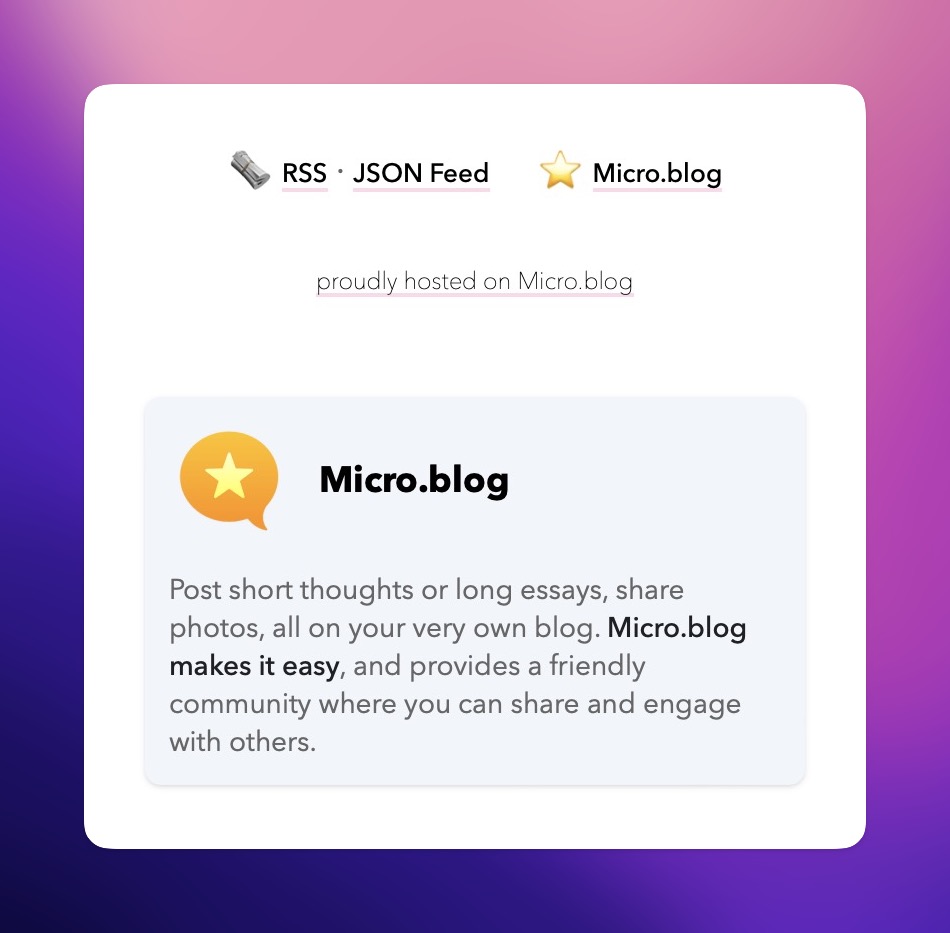 RSS · JSON Feed Micro.blog
proudly hosted on Micro.blog
Micro.blog
Post short thoughts or long essays, share
photos, all on your very own blog. Micro.blog
makes it easy, and provides a friendly
community where you can share and engage
with others.